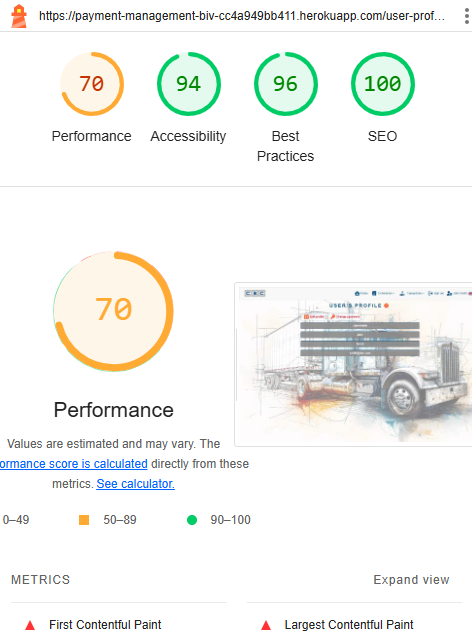 https://payment-management-biv-cc4a949bb411.herokuapp.com/user-prof...
70
94
96
100
Performance
Accessibility
Best
Practices
SEO
70
USER'S PROFILE
Performance
Values are estimated and may vary. The
ormance score is calculated directly from these
metrics. See calculator.
0–49
50–89
90–100
METRICS
Expand view
First Contentful Paint
Largest Contentful Paint